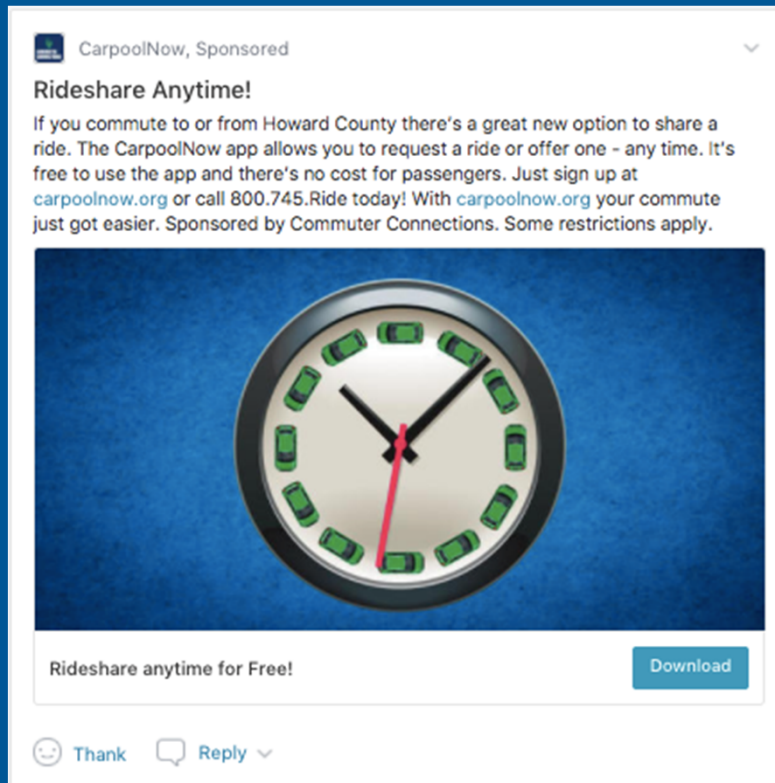 CarpoolNow, Sponsored
Rideshare Anytime!
If you commute to or from Howard County there's a great new option to share a
ride. The CarpoolNow app allows you to request a ride or offer one - any time. It's
free to use the app and there's no cost for passengers. Just sign up at
carpoolnow.org or call 800.745.Ride today! With carpoolnow.org your commute
just got easier. Sponsored by Commuter Connections. Some restrictions apply.
Rideshare anytime for Free!
Download
Thank
Reply